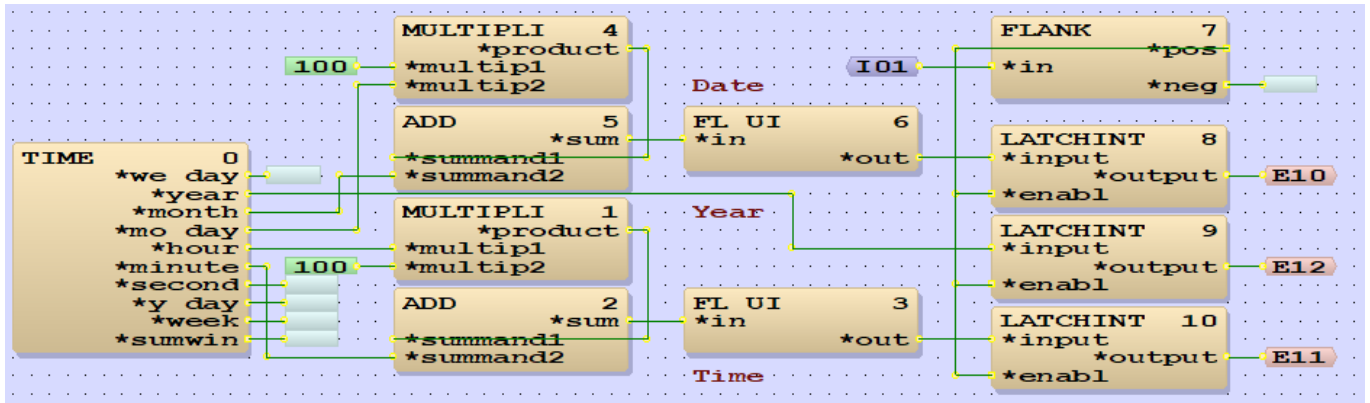 MULTIPLI 4
*product
100
*multip1
*multip2
ADD 5
*sum
*summand1
*summand2
TIME 0
*we day
*year
*month
*mo day
*hour
*minute
*second
*y day
*week
*sumwin
MULTIPLI 1
*product
*multip1
100
*multip2
ADD 2
*sum
*summand1
*summand2
Date
FL UI 6
*in
*out
Year
FL UI 3
*in
*out
Time
I01
FLANK 7
*pos
*in
*neg
LATCHINT 8
*input
*output
*enabl
E10
LATCHINT 9
*input
*output
*enabl
E12
LATCHINT 10
*input
*output
*enabl
E11